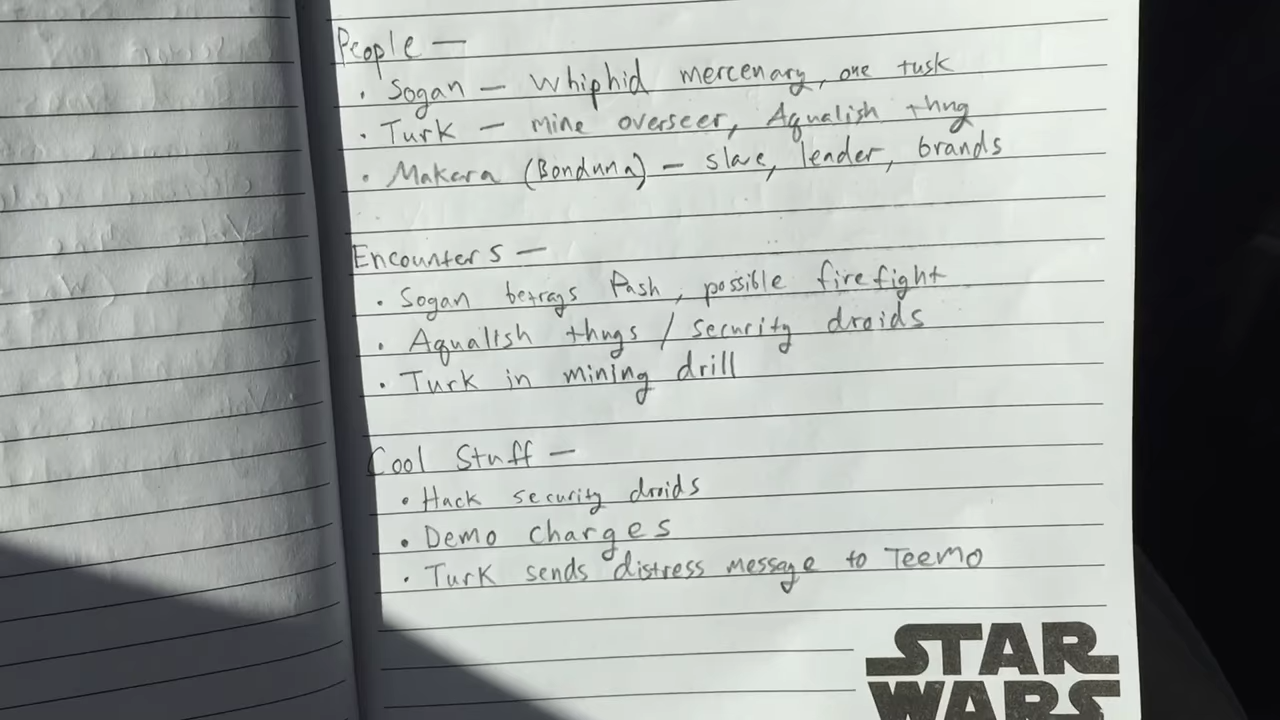 People —
· Sogan — Whiphid mercenary, one tusk
· Turk — mine overseer, Aqualish thug
· Makara (Bonduna) — slave, leader, brands
Encounters —
· Sogan betrays Pash, possible firefight
· Aqualish thugs / security droids
· Turk in mining drill
Cool Stuff —
· Hack security droids
· Demo charges
· Turk sends distress message to Teemo
STAR
WARS